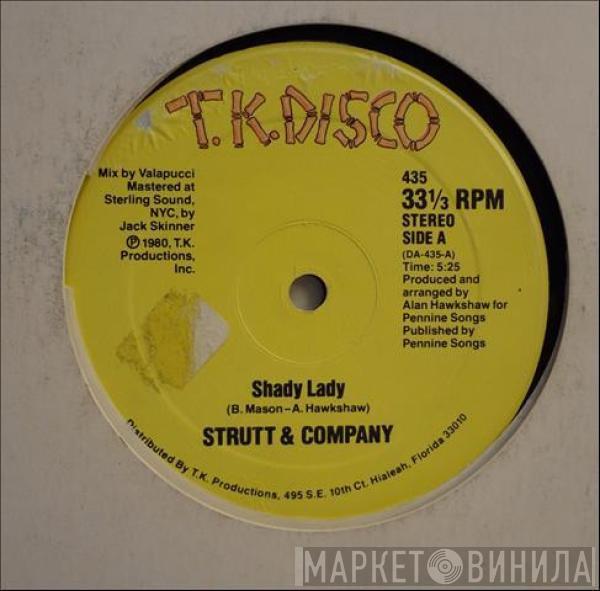 T.K.DISCO
Mix by Valapucci
Mastered at
Sterling Sound,
NYC, by
Jack Skinner
℗ 1980, T.K.
Productions,
Inc.
435
33 1/3 RPM
STEREO
SIDE A
(DA-435-A)
Time: 5:25
Produced and
arranged by
Alan Hawkshaw for
Pennine Songs
Published by
Pennine Songs
Shady Lady
(B. Mason–A. Hawkshaw)
STRUTT & COMPANY
Distributed By T.K. Productions, 495 S.E. 10th Ct. Hialeah, Florida 33010
МАРКЕТ ВИНИЛА